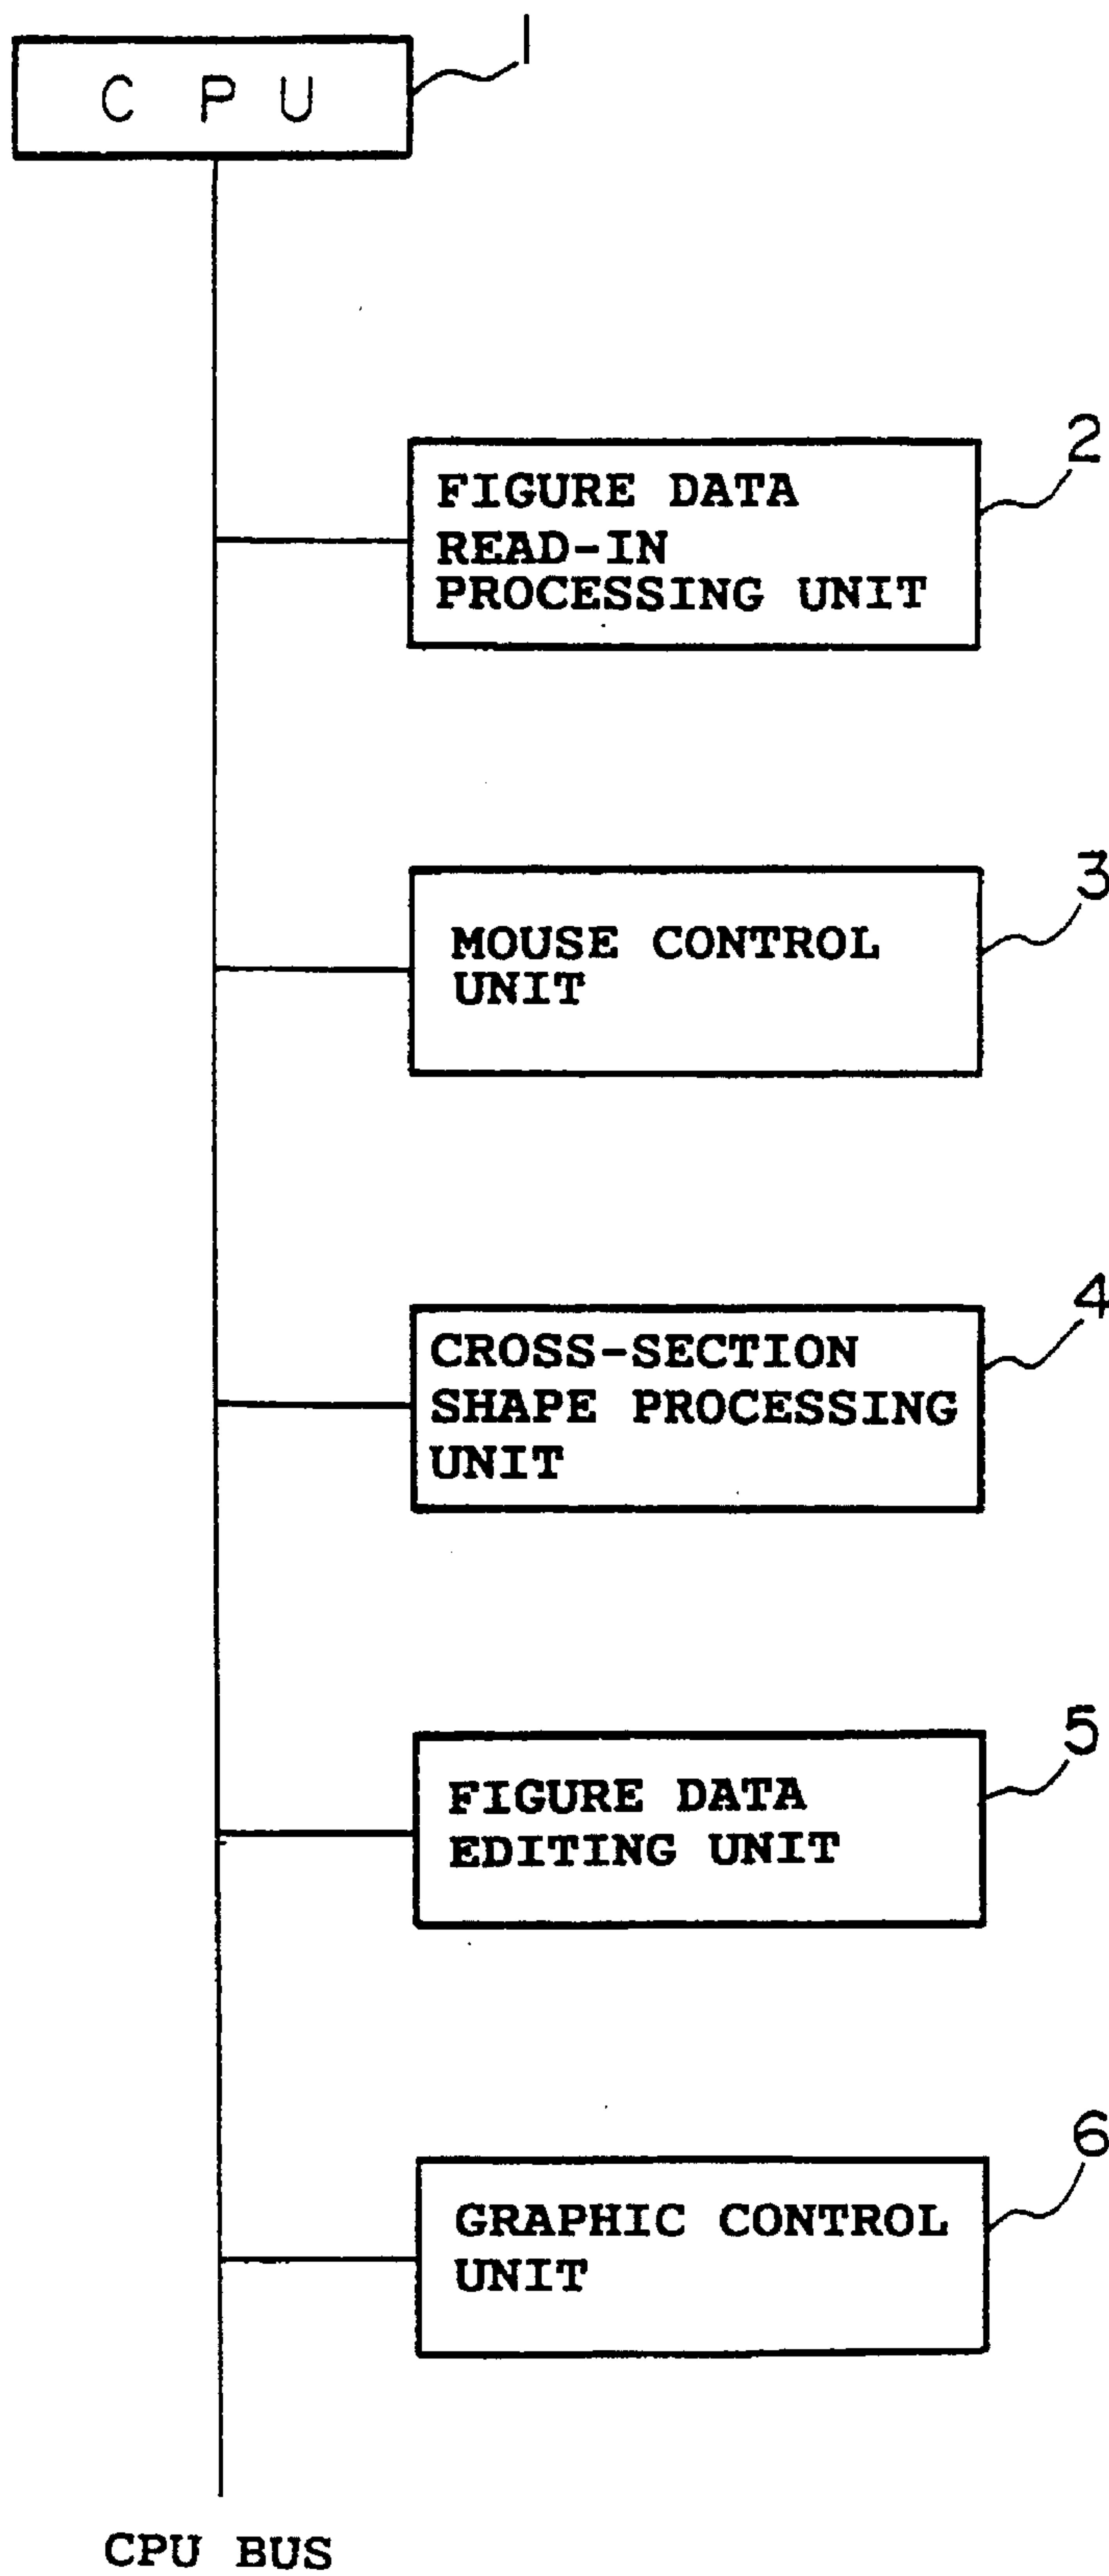 1
CPU
2
FIGURE DATA
READ-IN
PROCESSING UNIT
3
MOUSE CONTROL
UNIT
4
CROSS-SECTION
SHAPE PROCESSING
UNIT
5
FIGURE DATA
EDITING UNIT
6
GRAPHIC CONTROL
UNIT
CPU BUS